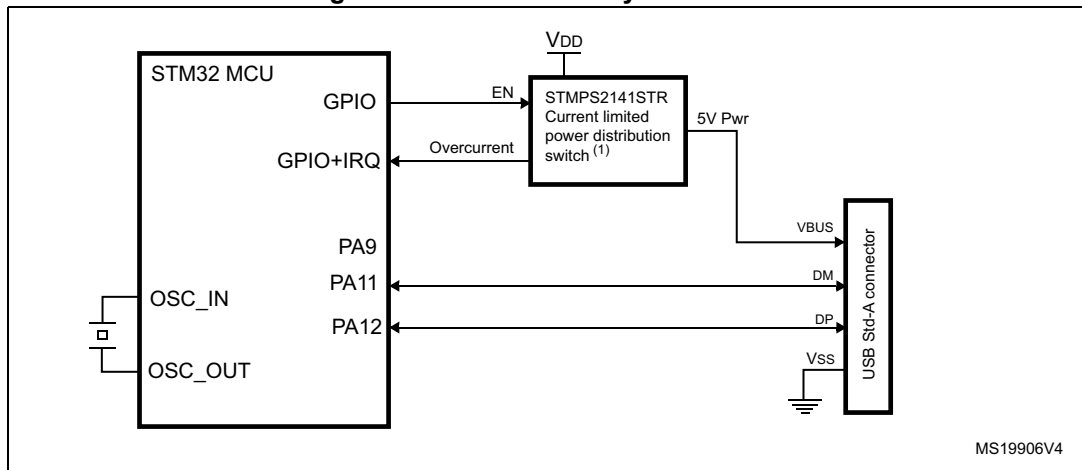 STM32 MCU
GPIO
EN
VDD
STMPS2141STR
Current limited
power distribution
switch (1)
5V Pwr
GPIO+IRQ
Overcurrent
PA9
VBUS
PA11
DM
OSC_IN
PA12
DP
OSC_OUT
VSS
USB Std-A connector
MS19906V4